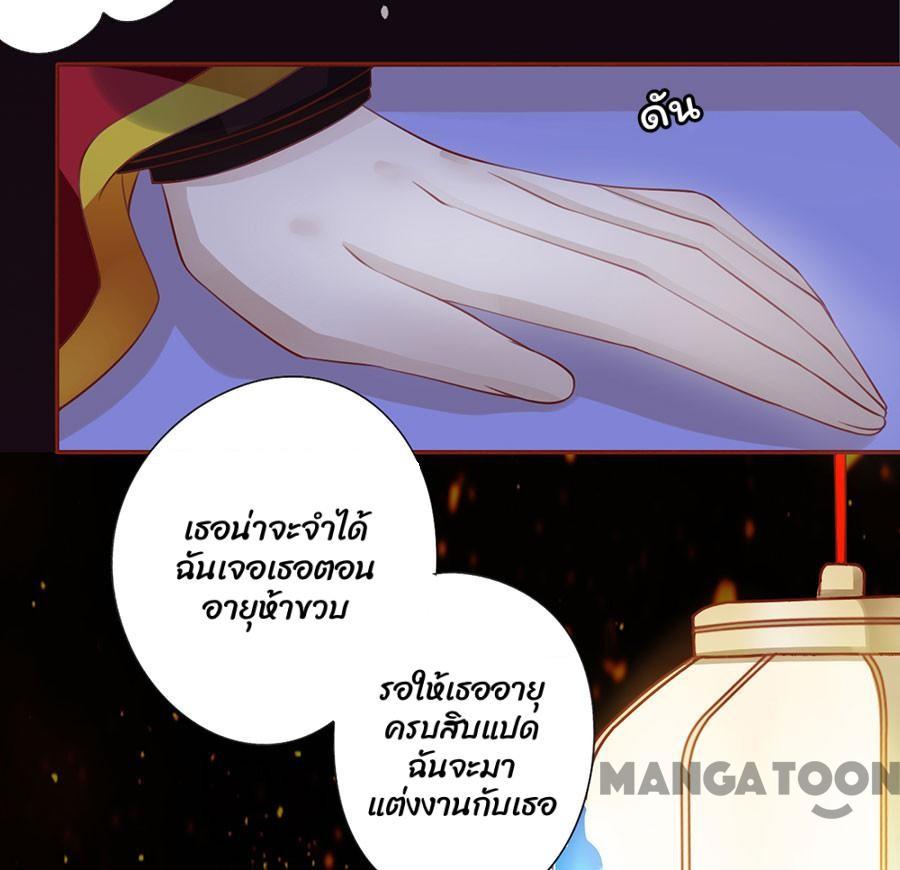 ดัน
เธอน่าจะจำได้
ฉันเจอเธอตอน
อายุห้าขวบ
รอให้เธออายุ
ครบสิบแปด
ฉันจะมา
แต่งงานกับเธอ
MANGATOON